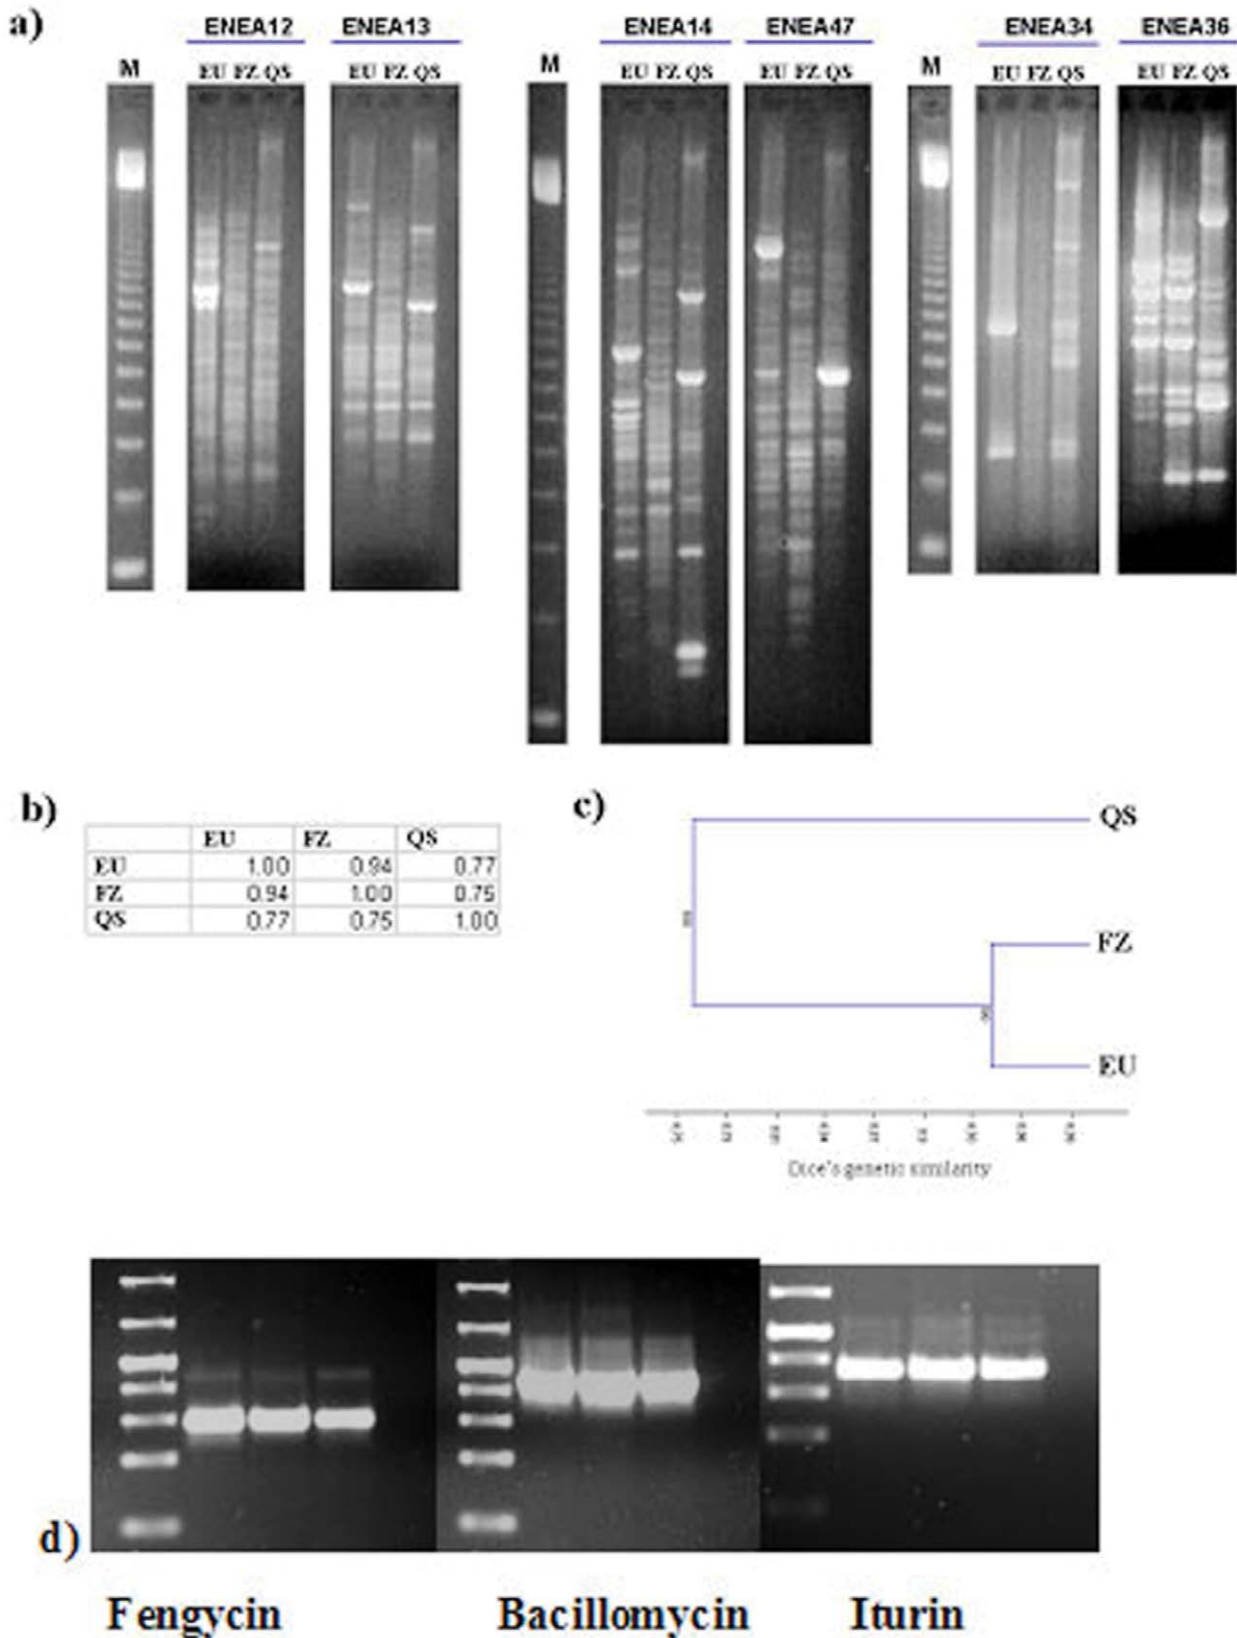 a)
ENEA12 ENEA13 ENEA14 ENEA47 ENEA34 ENEA36
M EU FZ QS EU FZ QS M EU FZ QS EU FZ QS M EU FZ QS EU FZ QS
b)
EU FZ QS
EU 1.00 0.94 0.77
FZ 0.94 1.00 0.75
QS 0.77 0.75 1.00
c)
QS
FZ
EU
Dice's genetic similarity
d)
Fengycin Bacillomycin Iturin